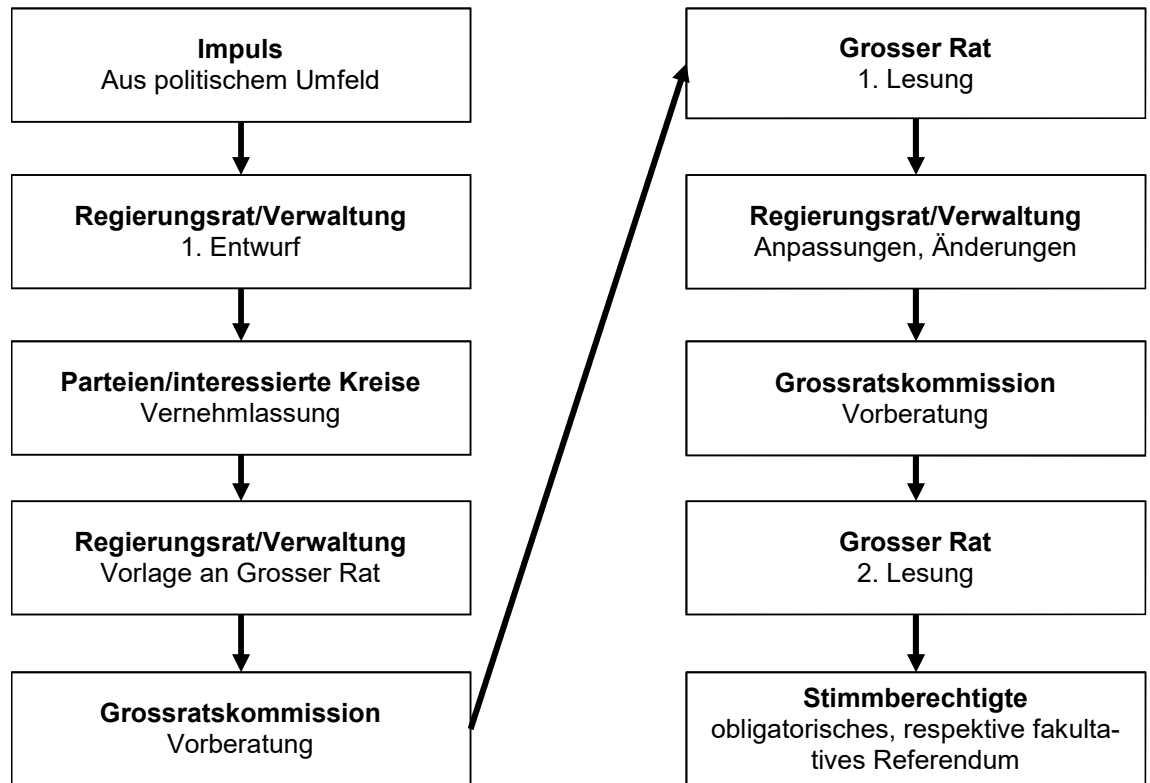 Impuls
Aus politischem Umfeld
Regierungsrat/Verwaltung
1. Entwurf
Parteien/interessierte Kreise
Vernehmlassung
Regierungsrat/Verwaltung
Vorlage an Grosser Rat
Grossratskommission
Vorberatung
Grosser Rat
1. Lesung
Regierungsrat/Verwaltung
Anpassungen, Änderungen
Grossratskommission
Vorberatung
Grosser Rat
2. Lesung
Stimmberechtigte
obligatorisches, respektive fakulta-
tives Referendum